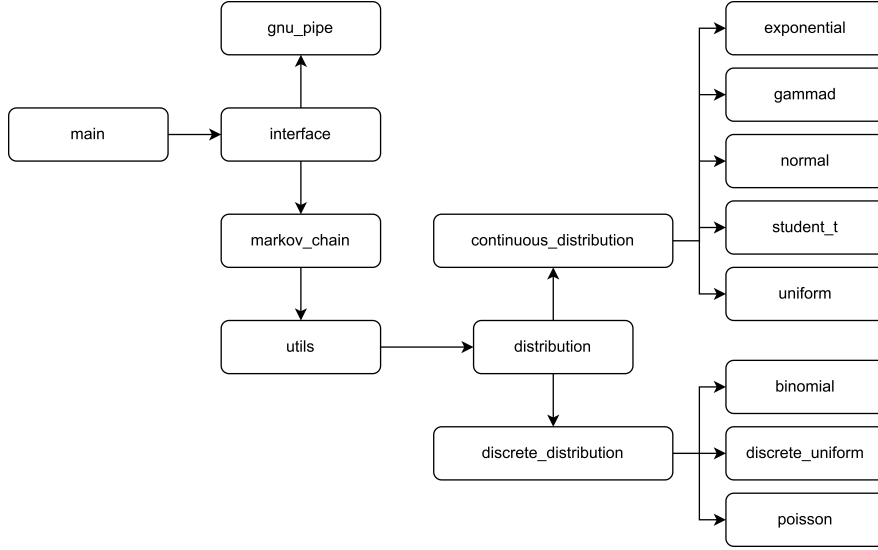 gnu_pipe
exponential
gammad
main
interface
normal
markov_chain
continuous_distribution
student_t
uniform
utils
distribution
binomial
discrete_distribution
discrete_uniform
poisson